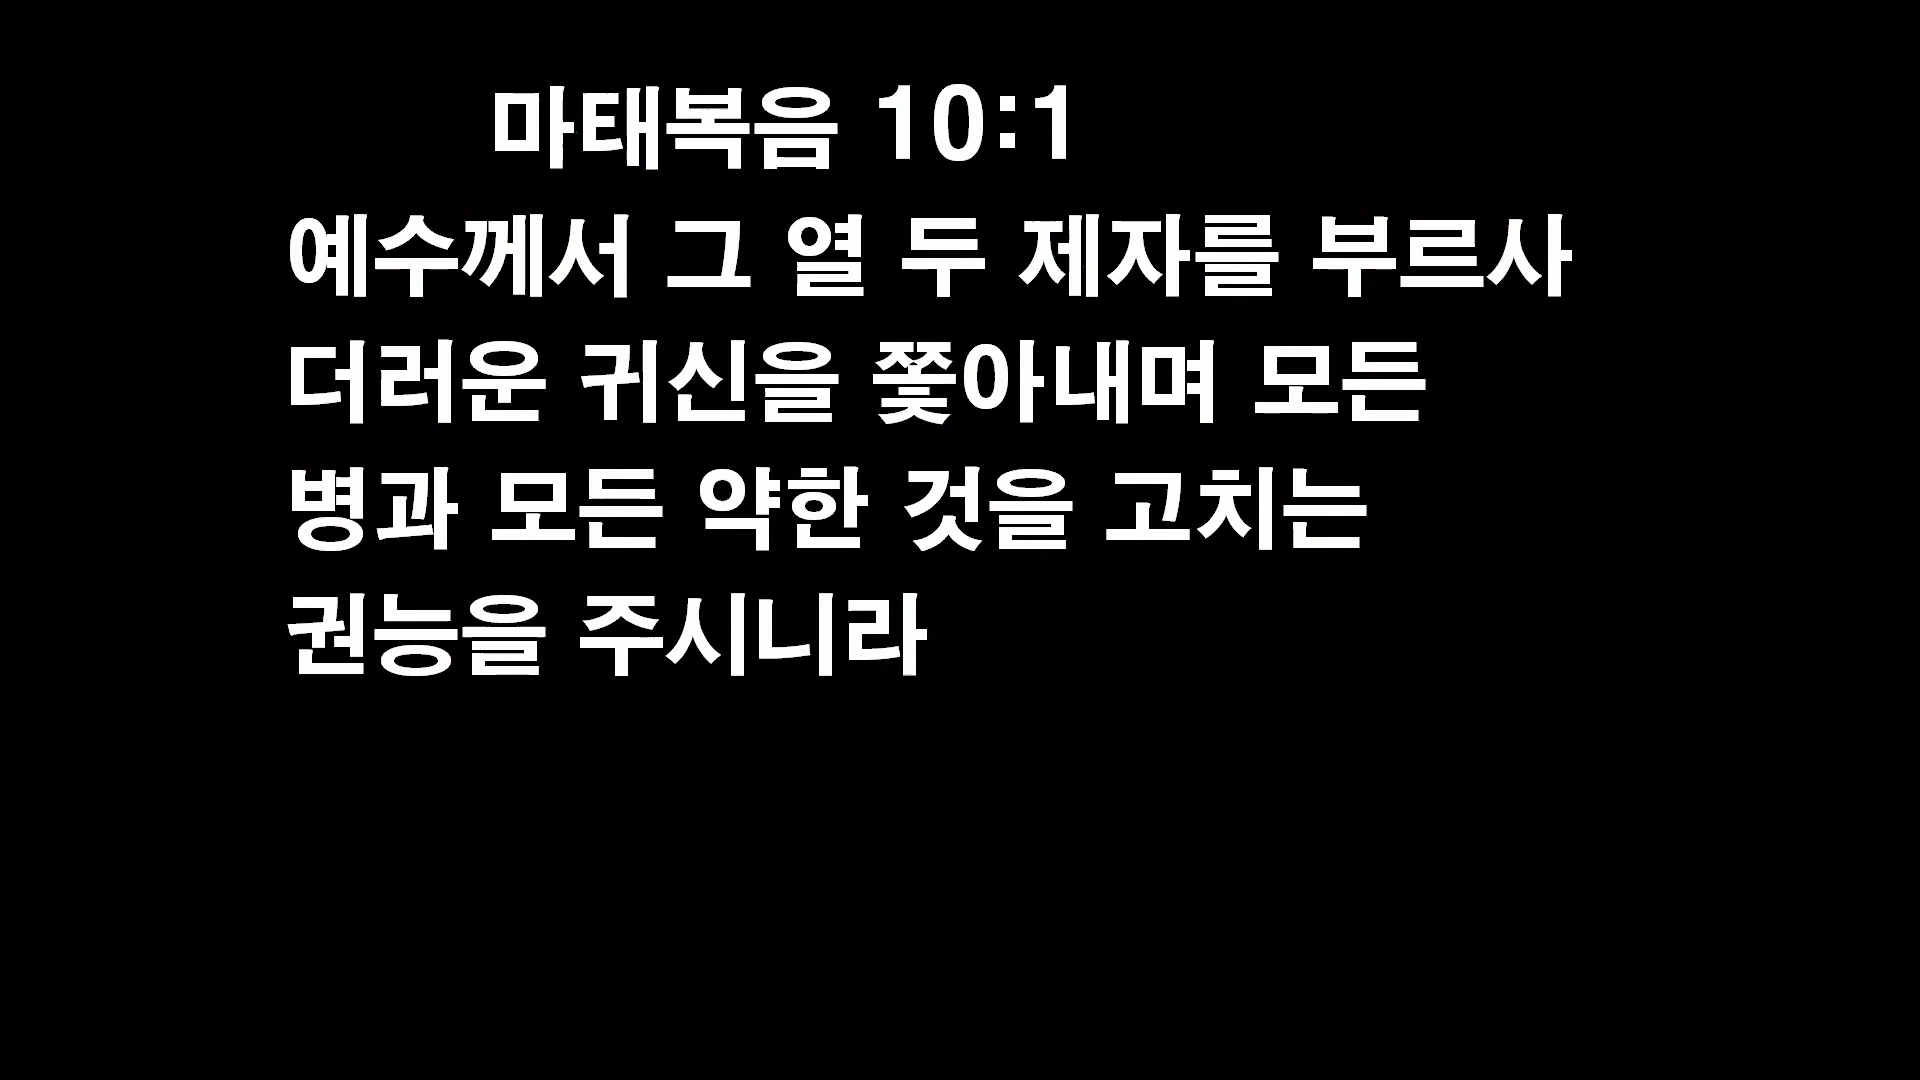 마태복음 10:1
예수께서 그 열 두 제자를 부르사
더러운 귀신을 쫓아내며 모든
병과 모든 약한 것을 고치는
권능을 주시니라